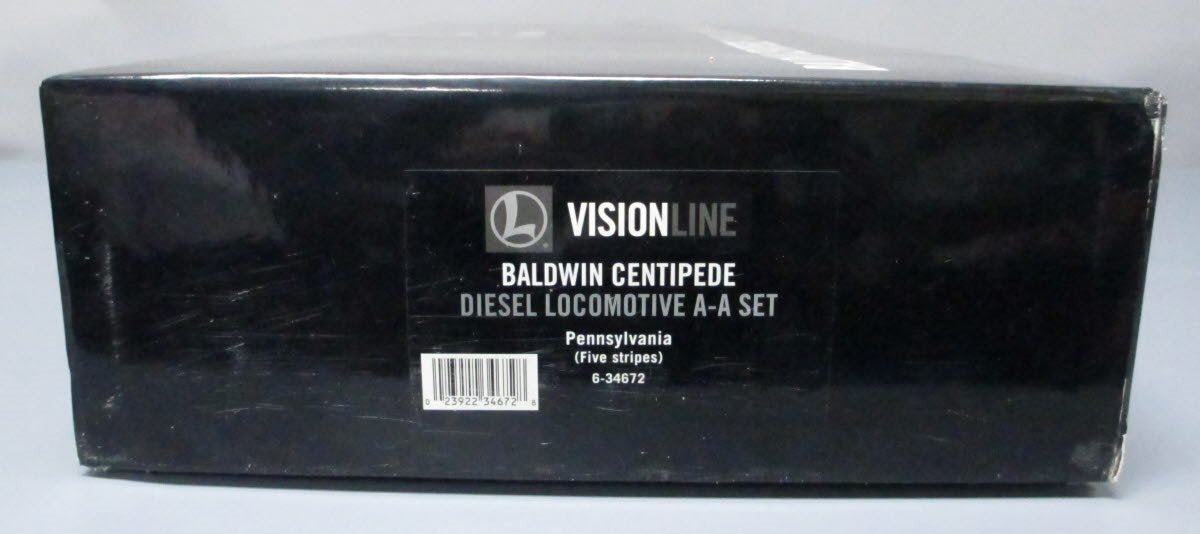 L
VISIONLINE
BALDWIN CENTIPEDE
DIESEL LOCOMOTIVE A-A SET
Pennsylvania
(Five stripes)
6-34672
0 23922 34672 8